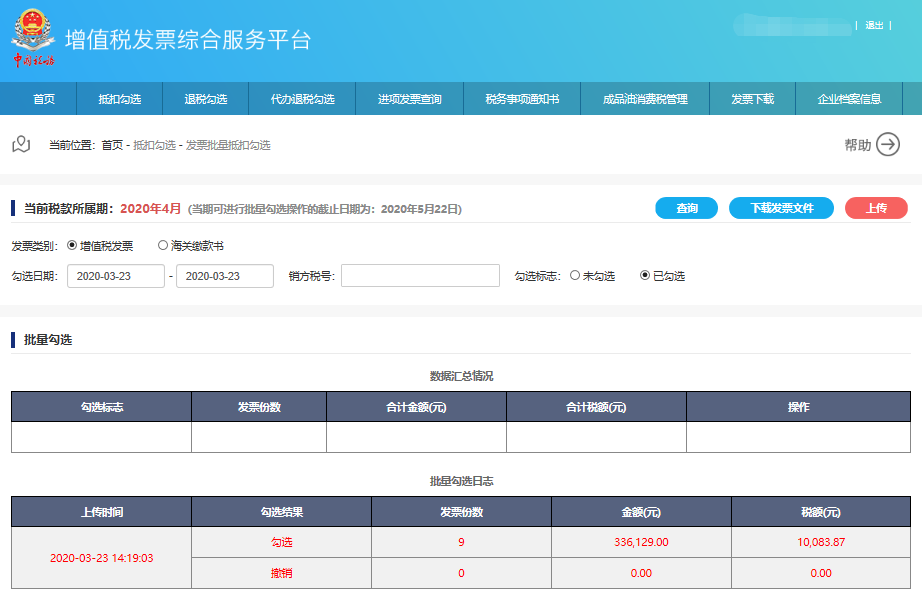 中国税务
增值税发票综合服务平台
| 退出 |
首页 抵扣勾选 退税勾选 代办退税勾选 进项发票查询 税务事项通知书 成品油消费税管理 发票下载 企业档案信息
当前位置：首页 - 抵扣勾选 - 发票批量抵扣勾选 帮助
当前税款所属期：2020年4月 (当期可进行批量勾选操作的截止日期为：2020年5月22日) 查询 下载发票文件 上传
发票类别： 增值税发票 海关缴款书
勾选日期： 2020-03-23 - 2020-03-23 销方税号： 勾选标志： 未勾选 已勾选
批量勾选
数据汇总情况
勾选标志 发票份数 合计金额(元) 合计税额(元) 操作
批量勾选日志
上传时间 勾选结果 发票份数 金额(元) 税额(元)
2020-03-23 14:19:03 勾选 9 336,129.00 10,083.87
撤销 0 0.00 0.00